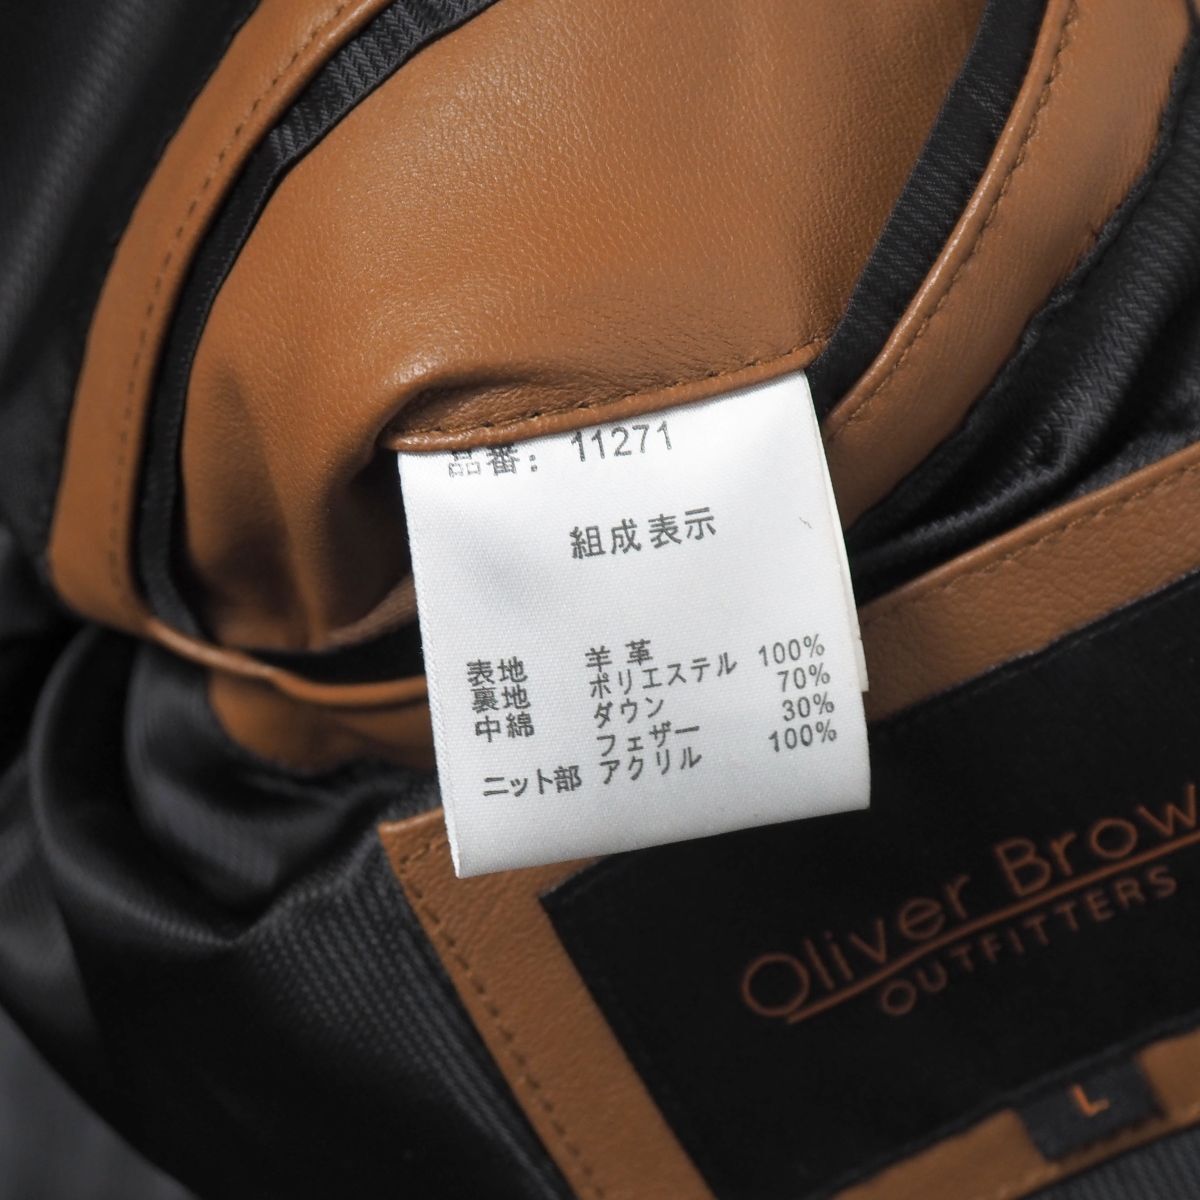 品番: 11271
組成表示
表地 羊革
裏地 ポリエステル 100%
中綿 ダウン 70%
フェザー 30%
ニット部 アクリル 100%
Oliver Brow
OUTFITTERS
L